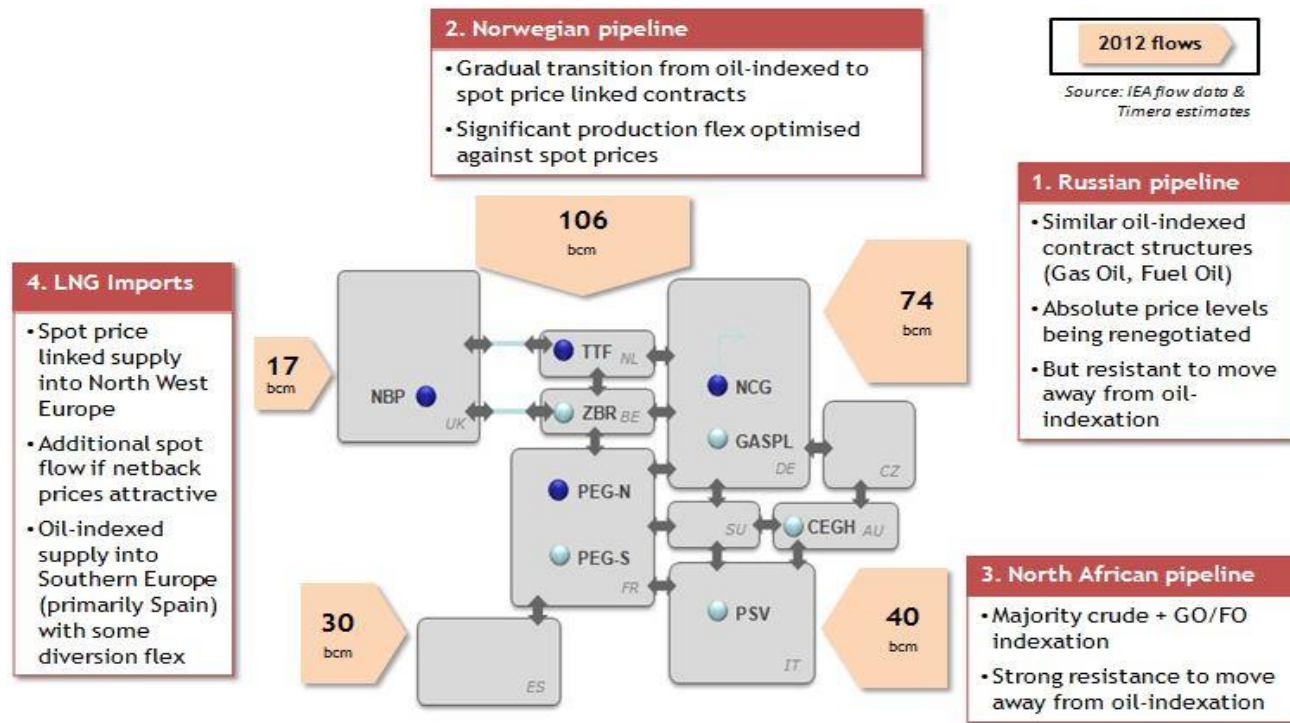 2. Norwegian pipeline
• Gradual transition from oil-indexed to
spot price linked contracts
• Significant production flex optimised
against spot prices
2012 flows
Source: IEA flow data &
Timera estimates
1. Russian pipeline
• Similar oil-indexed
contract structures
(Gas Oil, Fuel Oil)
• Absolute price levels
being renegotiated
• But resistant to move
away from oil-
indexation
4. LNG Imports
• Spot price
linked supply
into North West
Europe
• Additional spot
flow if netback
prices attractive
• Oil-indexed
supply into
Southern Europe
(primarily Spain)
with some
diversion flex
106
bcm
74
bcm
17
bcm
NBP
UK
TTF NL
ZBR BE
NCG
GASPL
DE
CZ
PEG-N
PEG-S
FR
SU
CEGH AU
PSV
IT
30
bcm
ES
40
bcm
3. North African pipeline
• Majority crude + GO/FO
indexation
• Strong resistance to move
away from oil-indexation